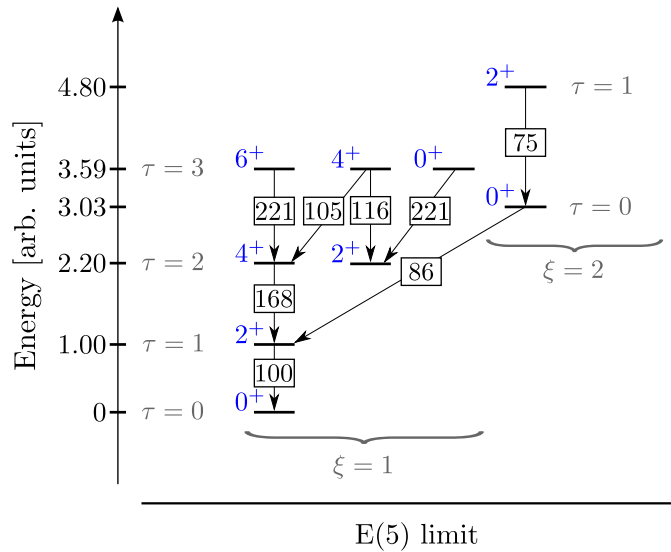 Energy [arb. units]
4.80 2⁺ τ = 1
75
3.59 τ = 3 6⁺ 4⁺ 0⁺
3.03 0⁺ τ = 0
221 105 116 221
2.20 τ = 2 4⁺ 2⁺
86 ξ = 2
168
1.00 τ = 1 2⁺
100
0 τ = 0 0⁺
ξ = 1
E(5) limit